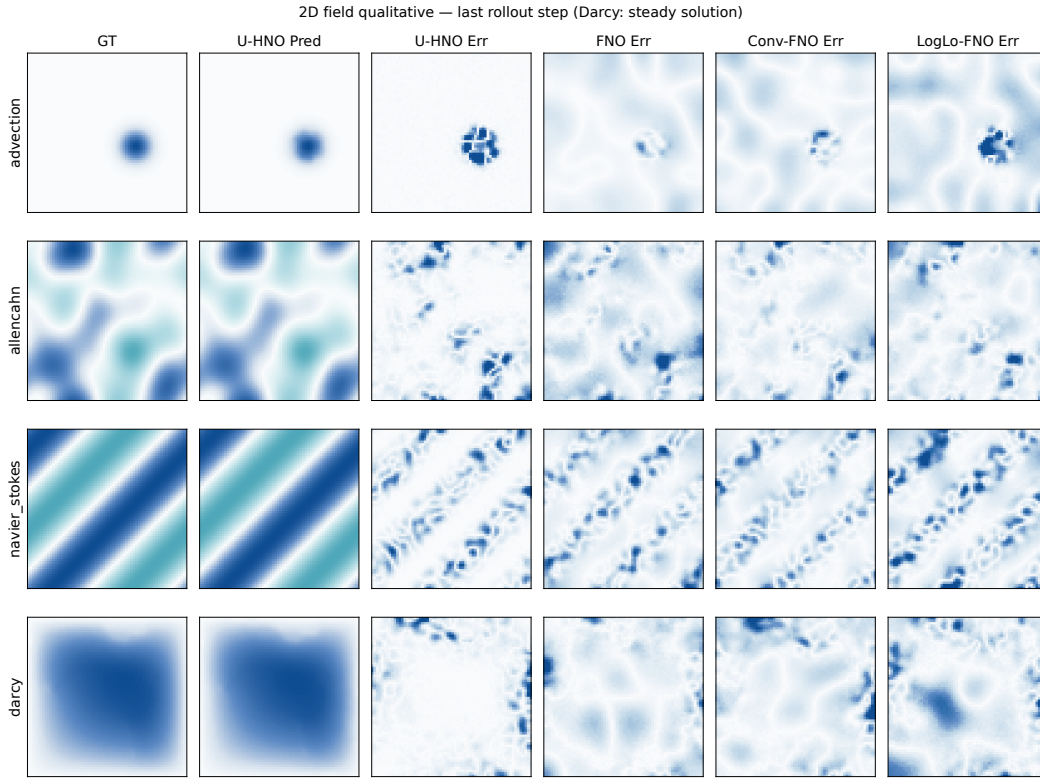 2D field qualitative — last rollout step (Darcy: steady solution)
GT U-HNO Pred U-HNO Err FNO Err Conv-FNO Err LogLo-FNO Err
advection
allencahn
navier_stokes
darcy